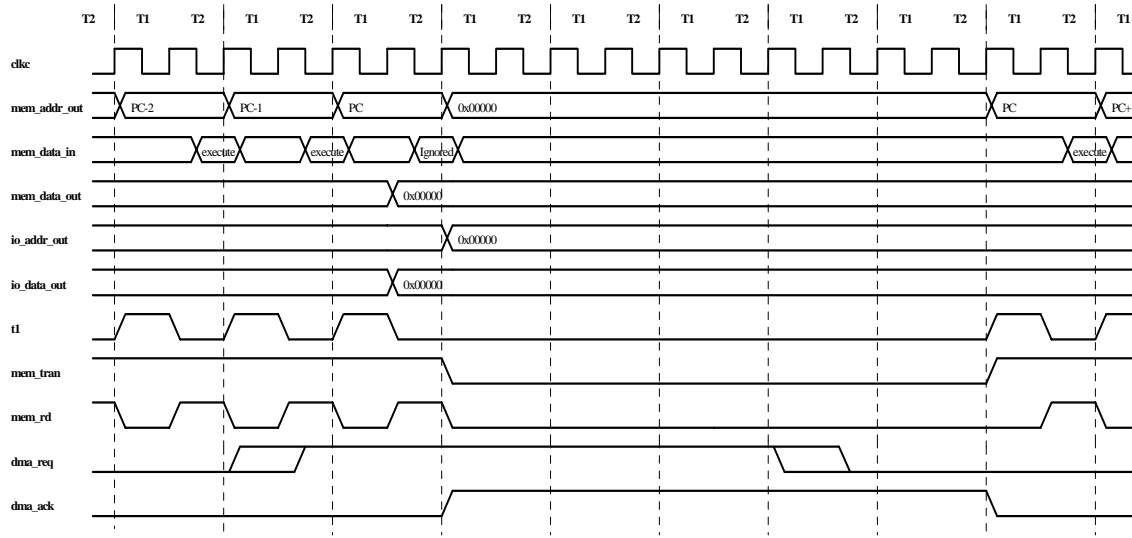 T2 T1 T2 T1 T2 T1 T2 T1 T2 T1 T2 T1 T2 T1 T2 T1 T2 T1 T2 T1
clkc
mem_addr_out PC-2 PC-1 PC 0x00000 PC PC+
mem_data_in execute execute Ignored execute
mem_data_out 0x00000
io_addr_out 0x00000
io_data_out 0x00000
t1
mem_tran
mem_rd
dma_req
dma_ack